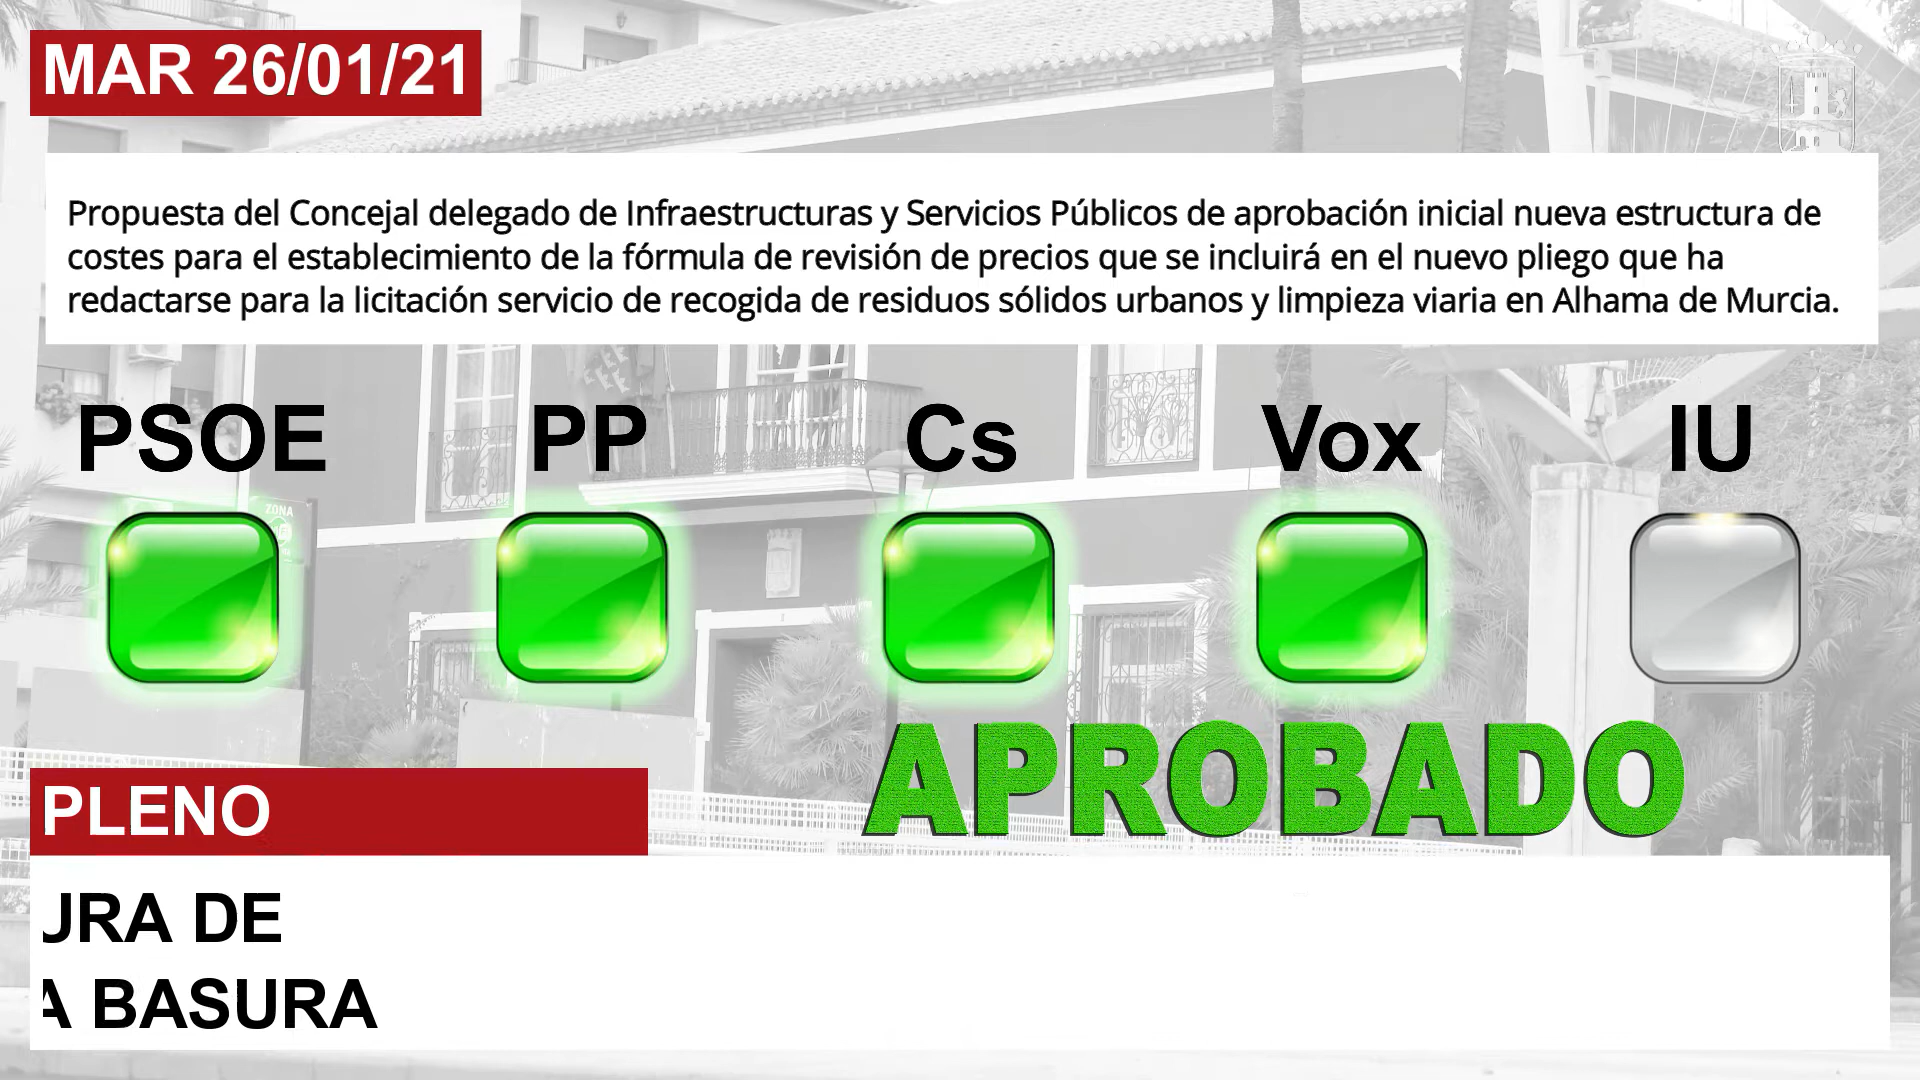 MAR 26/01/21
Propuesta del Concejal delegado de Infraestructuras y Servicios Públicos de aprobación inicial nueva estructura de
costes para el establecimiento de la fórmula de revisión de precios que se incluirá en el nuevo pliego que ha
redactarse para la licitación servicio de recogida de residuos sólidos urbanos y limpieza viaria en Alhama de Murcia.
PSOE PP Cs Vox IU
ZONA
APROBADO
PLENO
URA DE
A BASURA